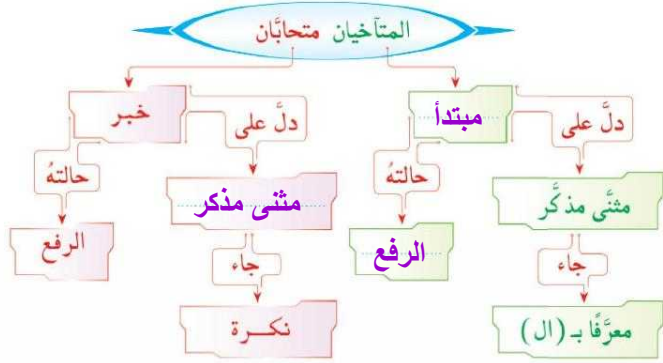 المتآخيان متحابَّان
مبتدأ
دلَّ على
حالتهُ
مثنَّى مذكَّر
الرفع
جاء
معرَّفًا بـ (ال)
خبر
دلَّ على
حالتهُ
مثنى مذكر
الرفع
جاء
نكـــرة